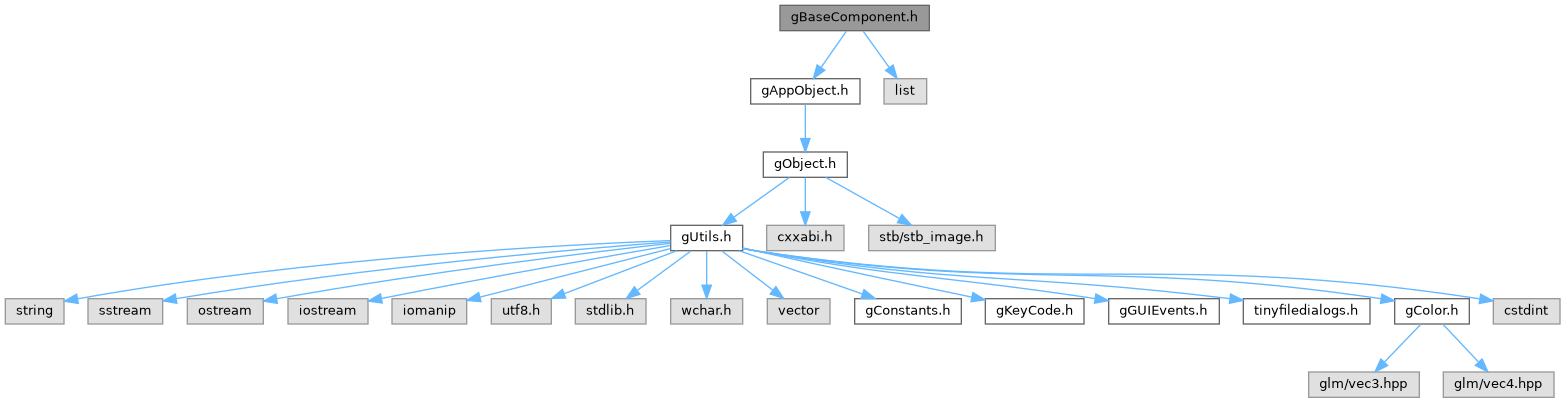 gBaseComponent.h
gAppObject.h
list
gObject.h
gUtils.h
cxxabi.h
stb/stb_image.h
string
sstream
ostream
iostream
iomanip
utf8.h
stdlib.h
wchar.h
vector
gConstants.h
gKeyCode.h
gGUIEvents.h
tinyfiledialogs.h
gColor.h
cstdint
glm/vec3.hpp
glm/vec4.hpp